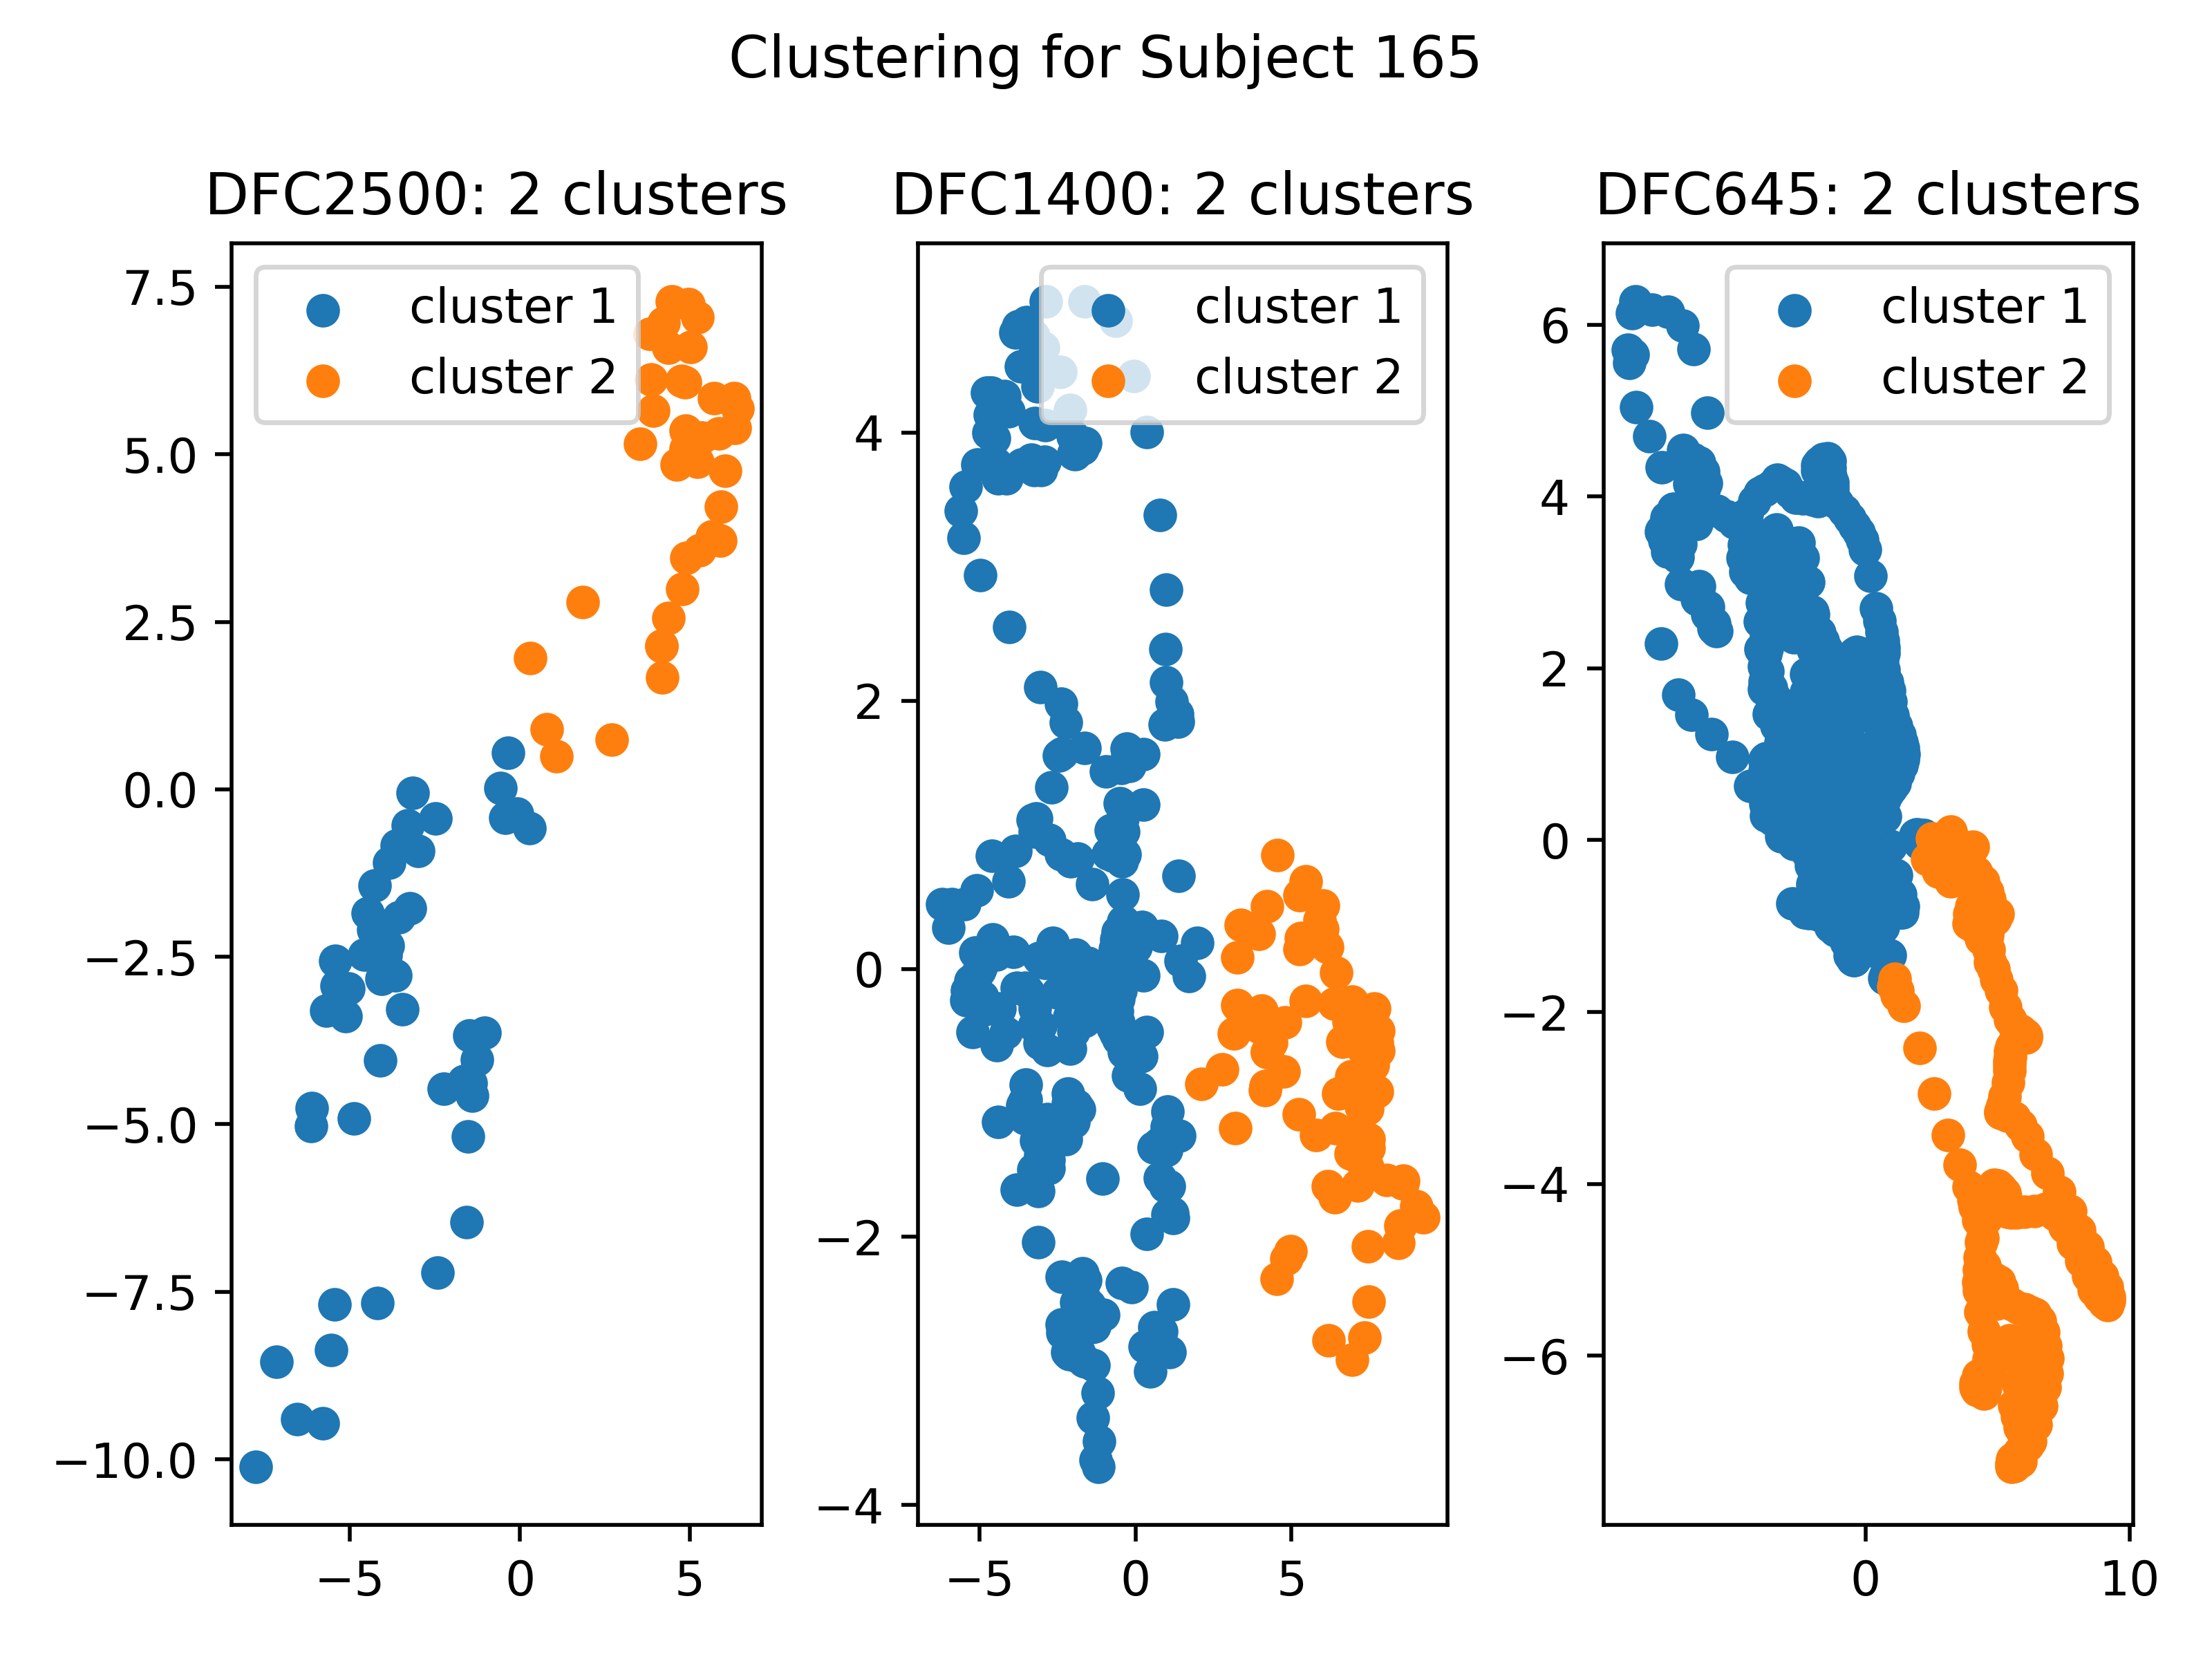 Clustering for Subject 165
DFC2500: 2 clusters
cluster 1
cluster 2
7.5
5.0
2.5
0.0
−2.5
−5.0
−7.5
−10.0
−5
0
5
DFC1400: 2 clusters
cluster 1
cluster 2
4
2
0
−2
−4
−5
0
5
DFC645: 2 clusters
cluster 1
cluster 2
6
4
2
0
−2
−4
−6
0
10